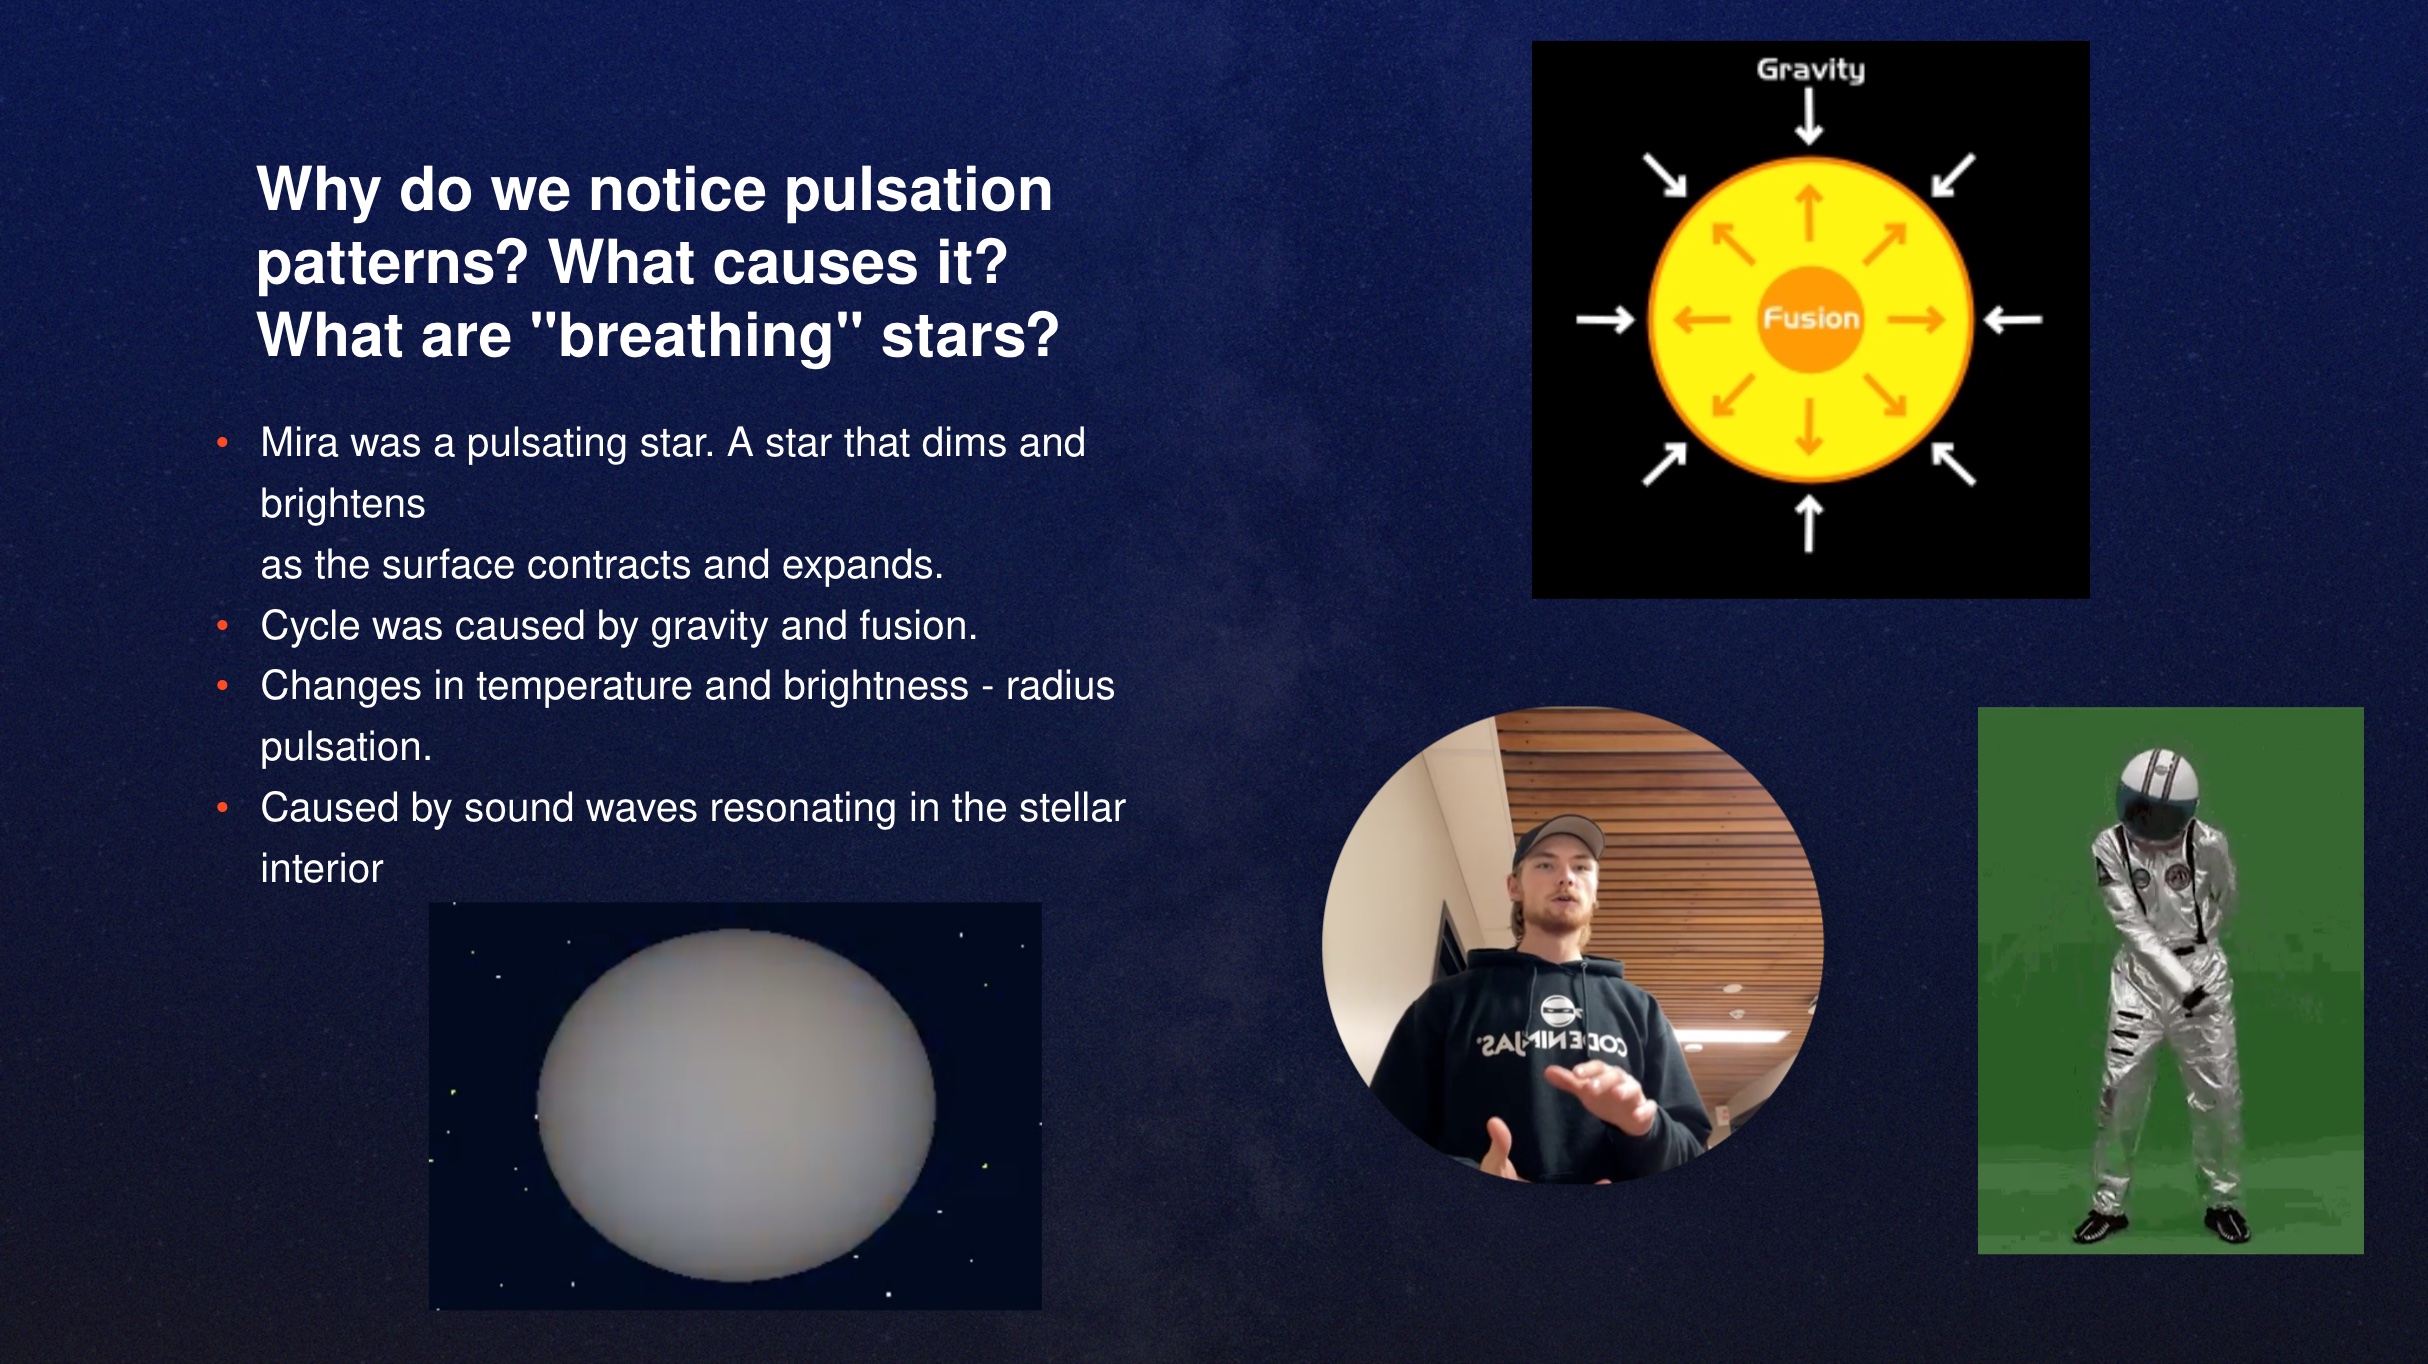 Why do we notice pulsation
patterns? What causes it?
What are "breathing" stars?
• Mira was a pulsating star. A star that dims and
brightens
as the surface contracts and expands.
• Cycle was caused by gravity and fusion.
• Changes in temperature and brightness - radius
pulsation.
• Caused by sound waves resonating in the stellar
interior
Gravity
Fusion
CODE NINJAS